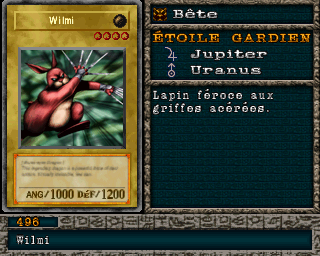 Wilmi
ANG/1000 DéF/1200
Bête
ÉTOILE GARDIEN
Jupiter
Uranus
Lapin féroce aux
griffes acérées.
496
Wilmi